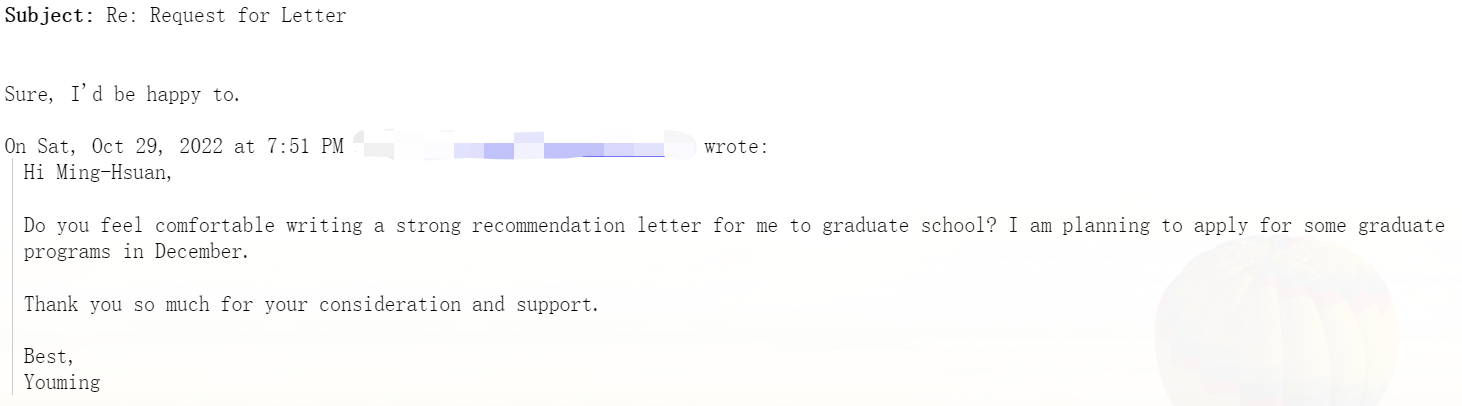 Subject: Re: Request for Letter
Sure, I'd be happy to.
On Sat, Oct 29, 2022 at 7:51 PM wrote:
Hi Ming-Hsuan,
Do you feel comfortable writing a strong recommendation letter for me to graduate school? I am planning to apply for some graduate
programs in December.
Thank you so much for your consideration and support.
Best,
Youming